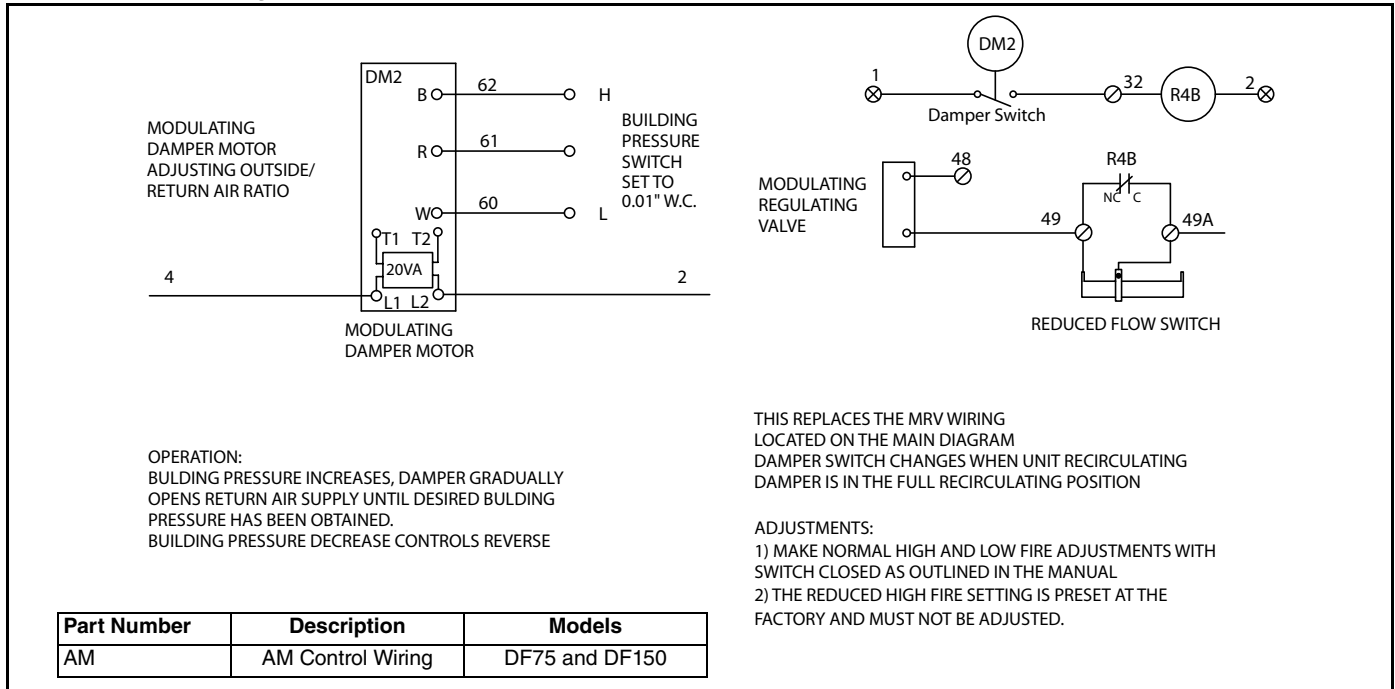 DM2
B
62
H
R
61
W
60
L
T1 T2
20VA
L1 L2
4
2
MODULATING
DAMPER MOTOR
ADJUSTING OUTSIDE/
RETURN AIR RATIO
BUILDING
PRESSURE
SWITCH
SET TO
0.01" W.C.
MODULATING
DAMPER MOTOR
DM2
1
32
R4B
2
Damper Switch
MODULATING
REGULATING
VALVE
48
R4B
NC C
49
49A
REDUCED FLOW SWITCH
OPERATION:
BULDING PRESSURE INCREASES, DAMPER GRADUALLY
OPENS RETURN AIR SUPPLY UNTIL DESIRED BULDING
PRESSURE HAS BEEN OBTAINED.
BUILDING PRESSURE DECREASE CONTROLS REVERSE
THIS REPLACES THE MRV WIRING
LOCATED ON THE MAIN DIAGRAM
DAMPER SWITCH CHANGES WHEN UNIT RECIRCULATING
DAMPER IS IN THE FULL RECIRCULATING POSITION
ADJUSTMENTS:
1) MAKE NORMAL HIGH AND LOW FIRE ADJUSTMENTS WITH
SWITCH CLOSED AS OUTLINED IN THE MANUAL
2) THE REDUCED HIGH FIRE SETTING IS PRESET AT THE
FACTORY AND MUST NOT BE ADJUSTED.
Part Number Description Models
AM AM Control Wiring DF75 and DF150